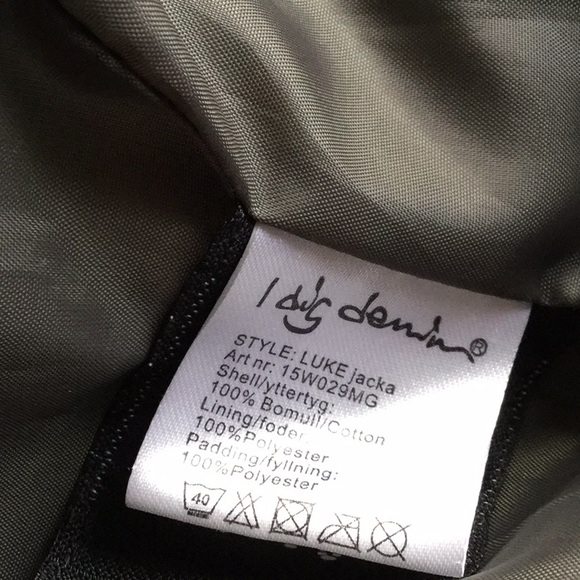 I dig denim®
STYLE: LUKE jacka
Art nr: 15W029MG
Shell/yttertyg:
100% Bomull/Cotton
Lining/foder:
100%Polyester
Padding/fyllning:
100%Polyester
40